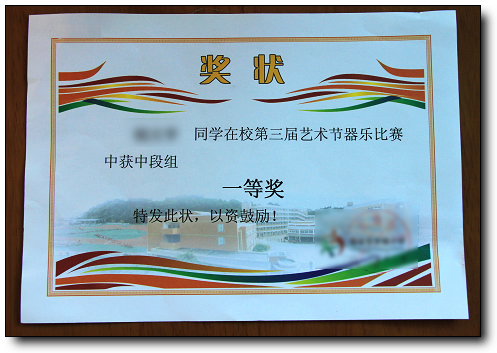 奖状
同学在校第三届艺术节器乐比赛
中获中段组
一等奖
特发此状，以资鼓励！